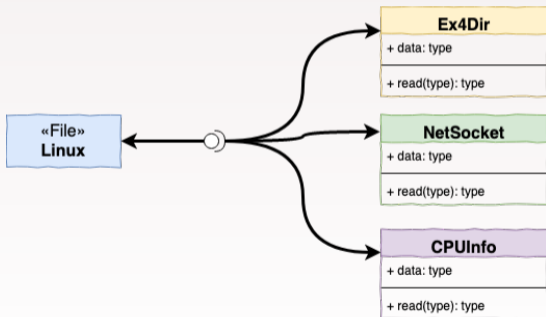 «File»
Linux
Ex4Dir
+ data: type
+ read(type): type
NetSocket
+ data: type
+ read(type): type
CPUInfo
+ data: type
+ read(type): type